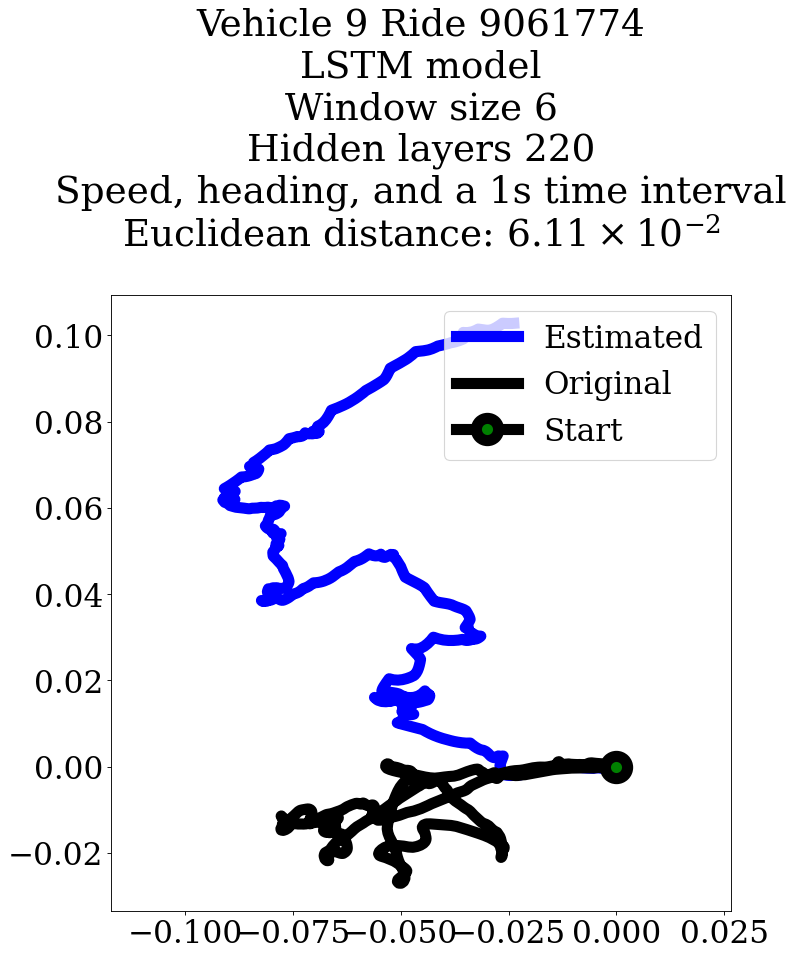 Vehicle 9 Ride 9061774
LSTM model
Window size 6
Hidden layers 220
Speed, heading, and a 1s time interval
Euclidean distance: 6.11 × 10⁻²
Estimated
Original
Start
0.10
0.08
0.06
0.04
0.02
0.00
−0.02
−0.100 −0.075 −0.050 −0.025 0.000 0.025